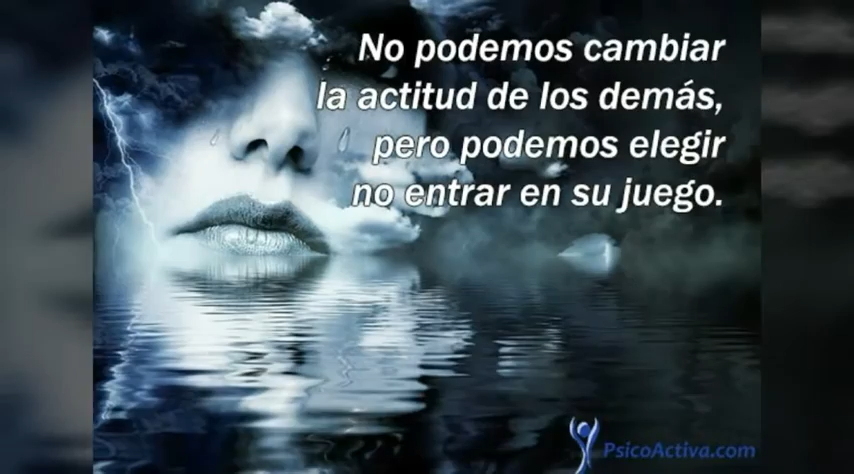 No podemos cambiar
la actitud de los demás,
pero podemos elegir
no entrar en su juego.
PsicoActiva.com